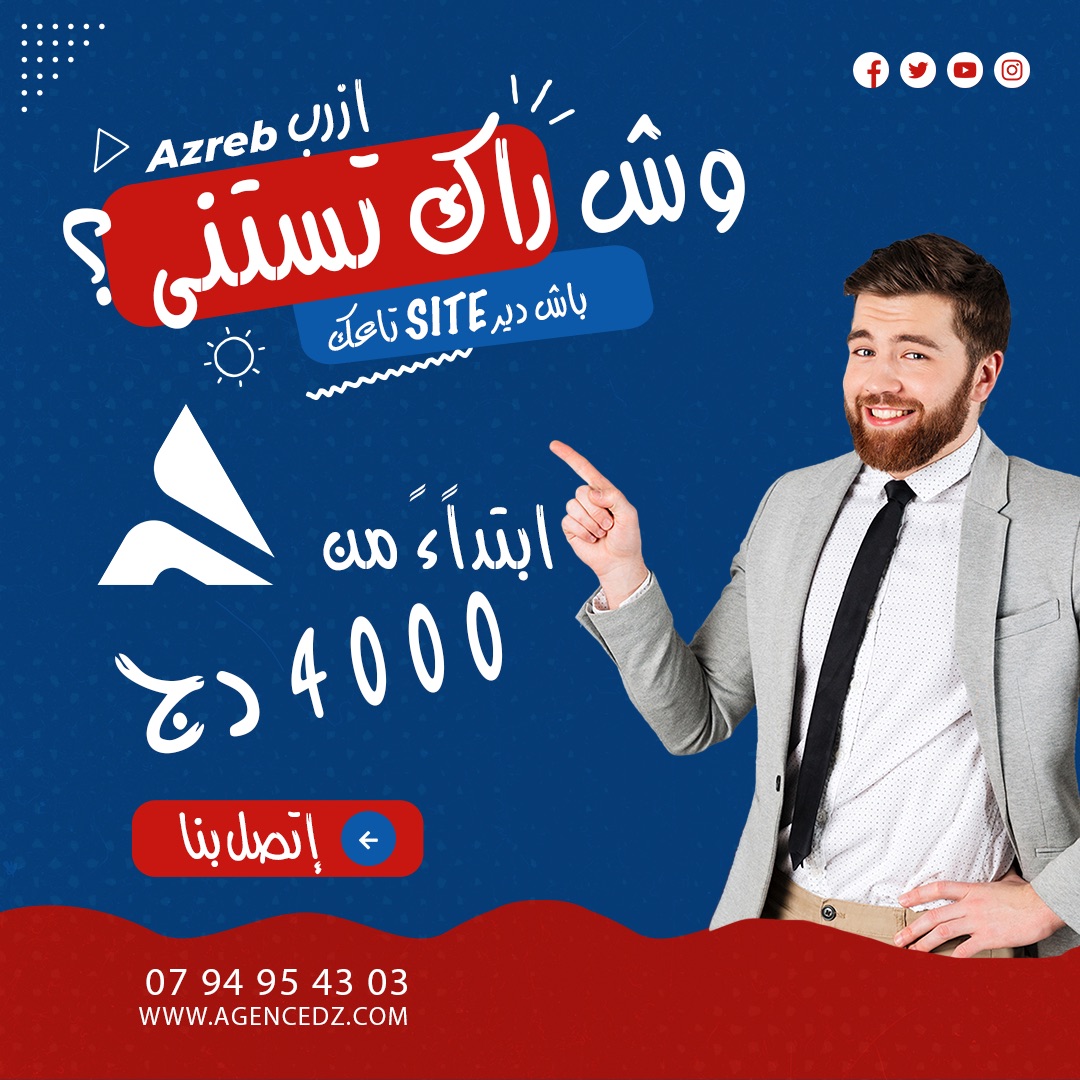 ازرب Azreb
وش راك تستنى ؟
باش دير SITE تاعك
ابتداءً من
4000 دج
إتصل بنا
07 94 95 43 03
WWW.AGENCEDZ.COM